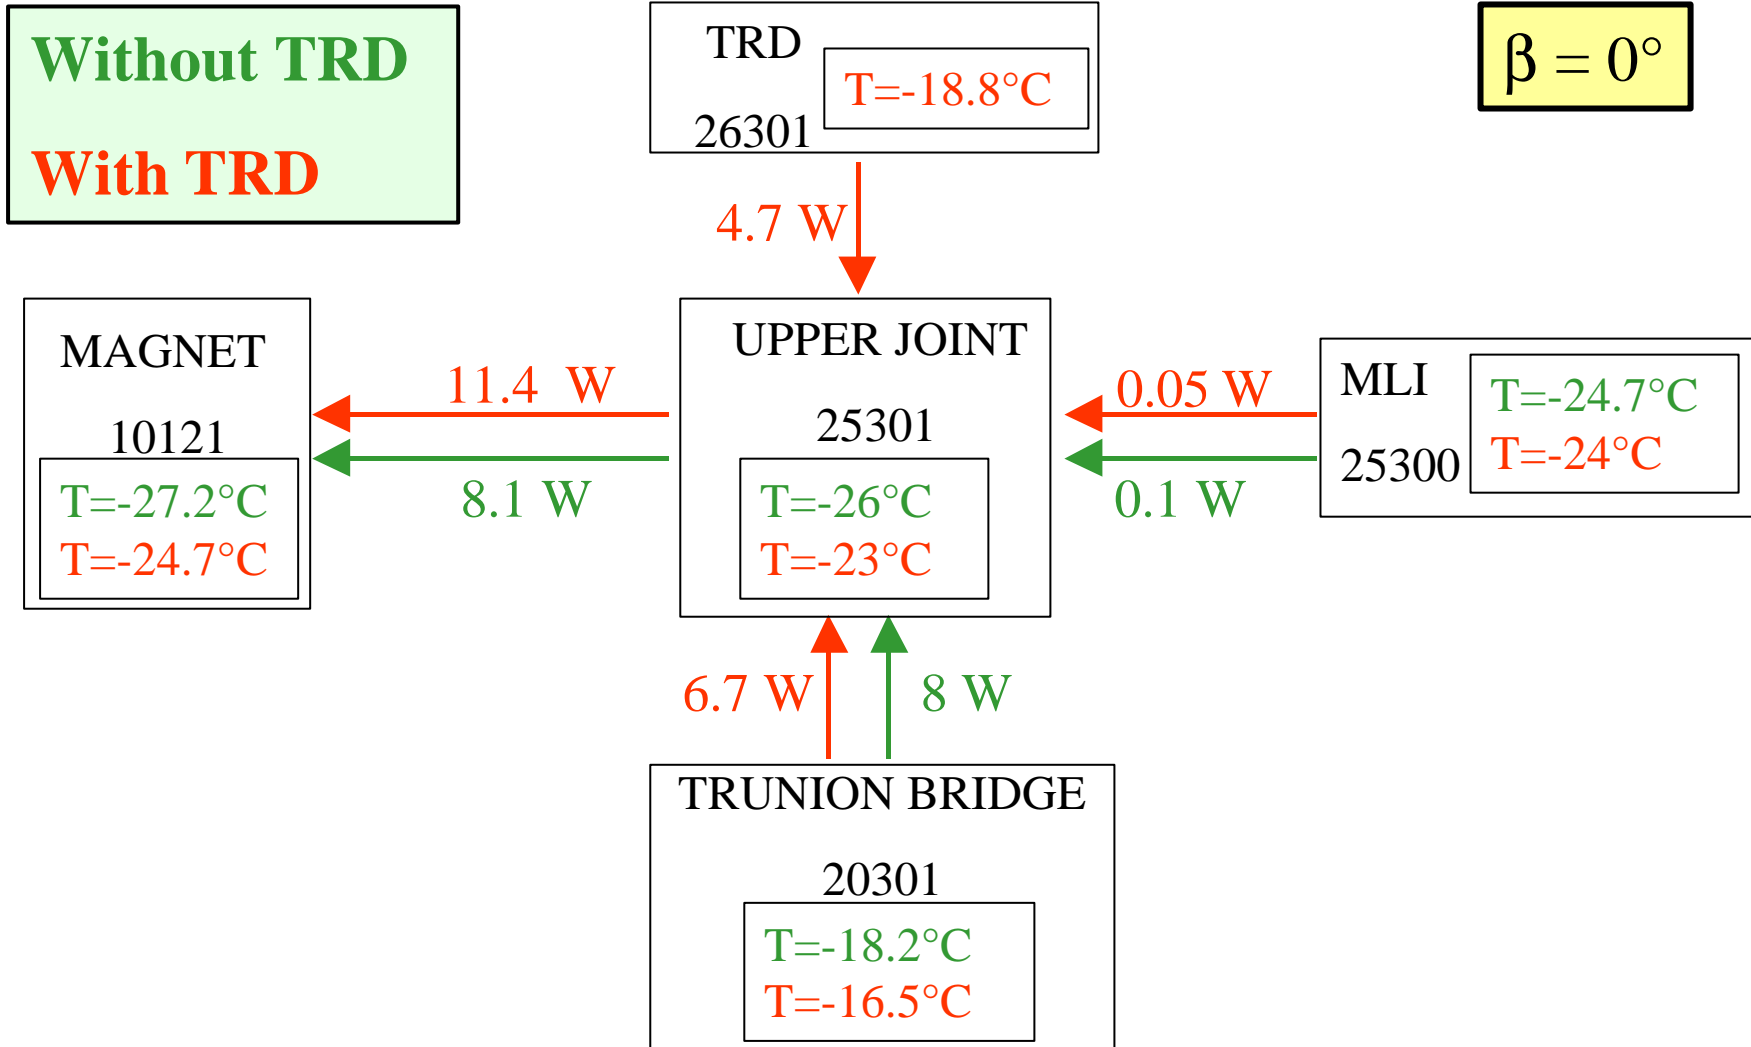 Without TRD
With TRD
TRD
T=-18.8°C
26301
β = 0°
4.7 W
MAGNET
10121
T=-27.2°C
T=-24.7°C
11.4 W
8.1 W
UPPER JOINT
25301
T=-26°C
T=-23°C
0.05 W
0.1 W
MLI
25300
T=-24.7°C
T=-24°C
6.7 W
8 W
TRUNION BRIDGE
20301
T=-18.2°C
T=-16.5°C